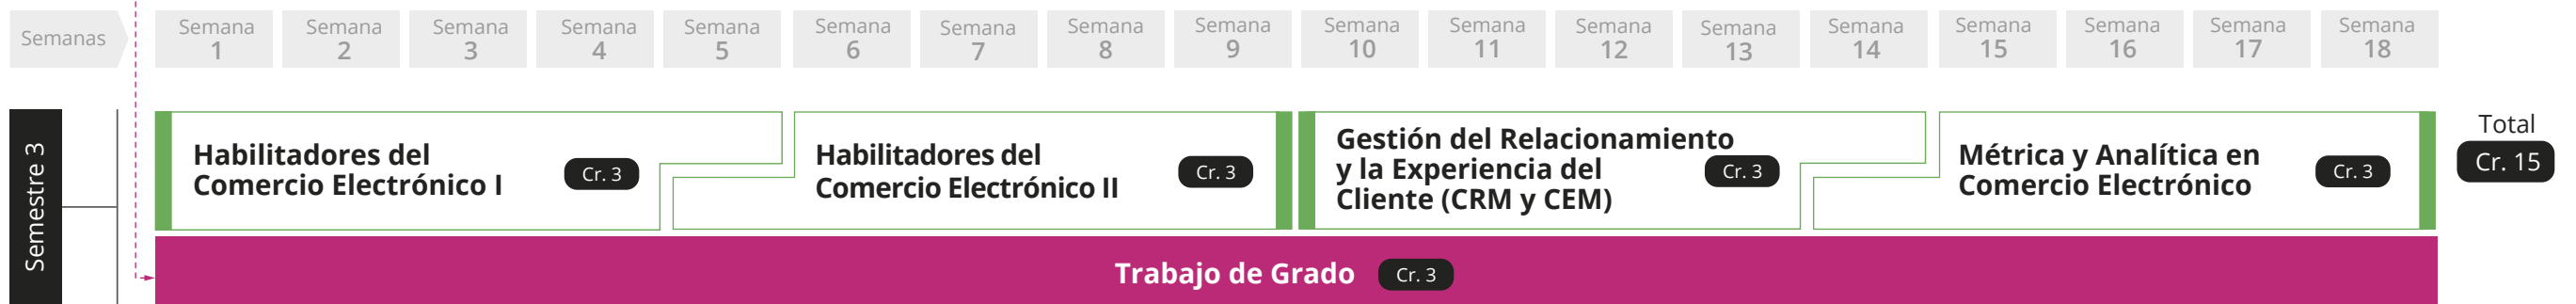 Semanas
Semana
1
Semana
2
Semana
3
Semana
4
Semana
5
Semana
6
Semana
7
Semana
8
Semana
9
Semana
10
Semana
11
Semana
12
Semana
13
Semana
14
Semana
15
Semana
16
Semana
17
Semana
18
Semestre 3
Habilitadores del
Comercio Electrónico I
Cr. 3
Habilitadores del
Comercio Electrónico II
Cr. 3
Gestión del Relacionamiento
y la Experiencia del
Cliente (CRM y CEM)
Cr. 3
Métrica y Analítica en
Comercio Electrónico
Cr. 3
Total
Cr. 15
Trabajo de Grado
Cr. 3